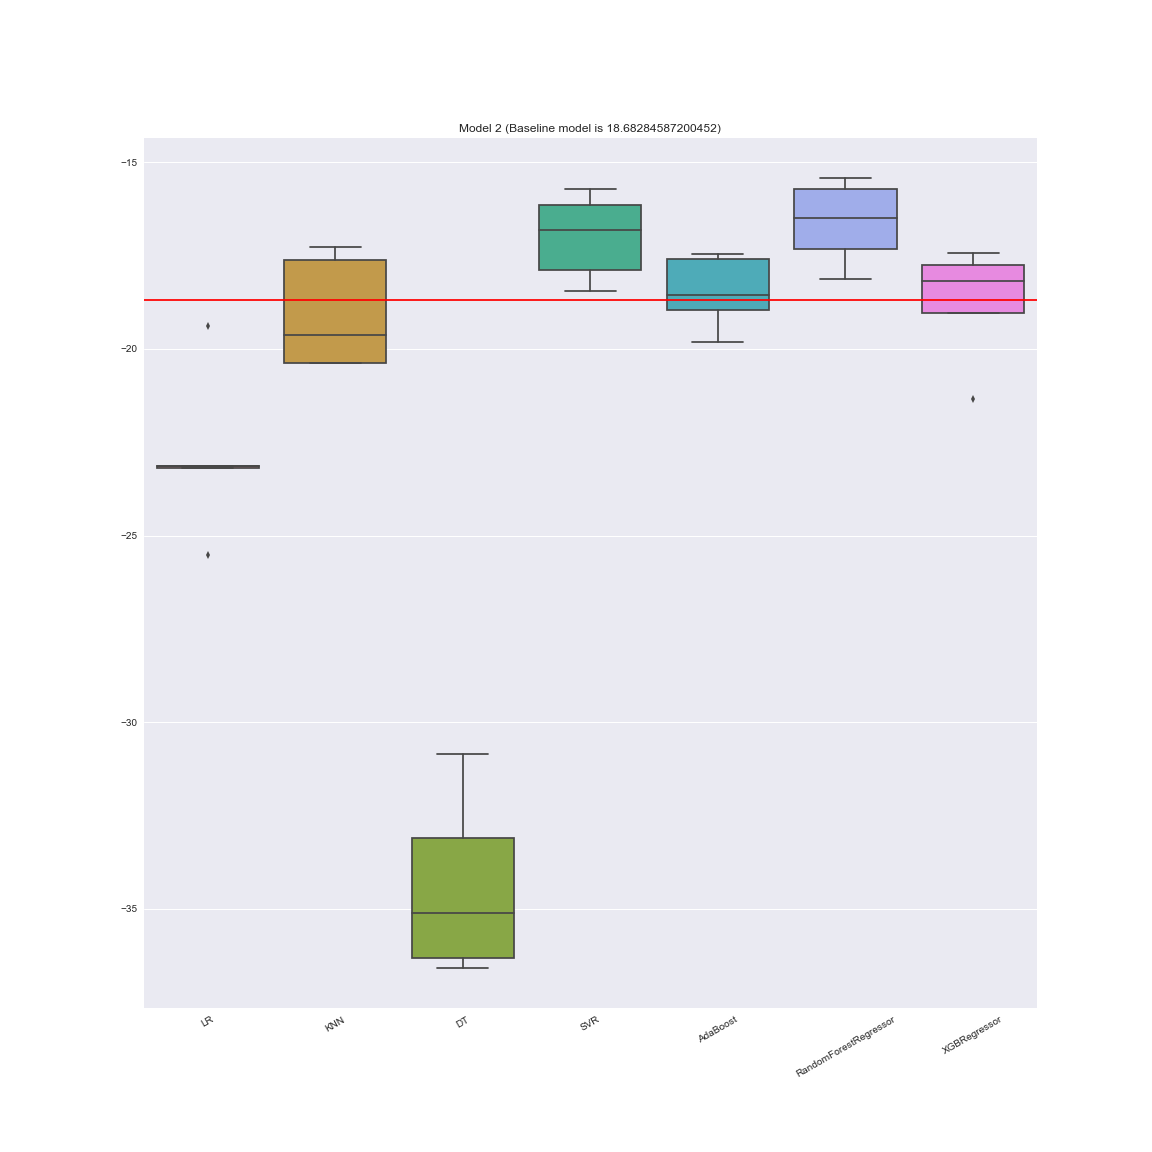 Model 2 (Baseline model is 18.68284587200452)
−15
−20
−25
−30
−35
LR
KNN
DT
SVR
AdaBoost
RandomForestRegressor
XGBRegressor